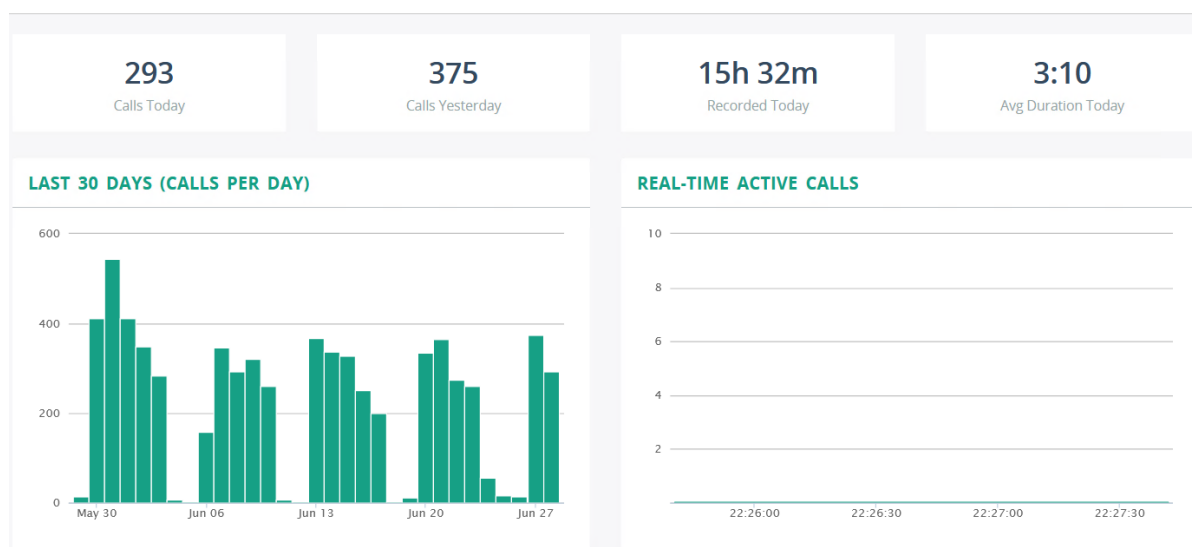 293
Calls Today
375
Calls Yesterday
15h 32m
Recorded Today
3:10
Avg Duration Today
LAST 30 DAYS (CALLS PER DAY)
600
400
200
0
May 30 Jun 06 Jun 13 Jun 20 Jun 27
REAL-TIME ACTIVE CALLS
10
8
6
4
2
22:26:00 22:26:30 22:27:00 22:27:30